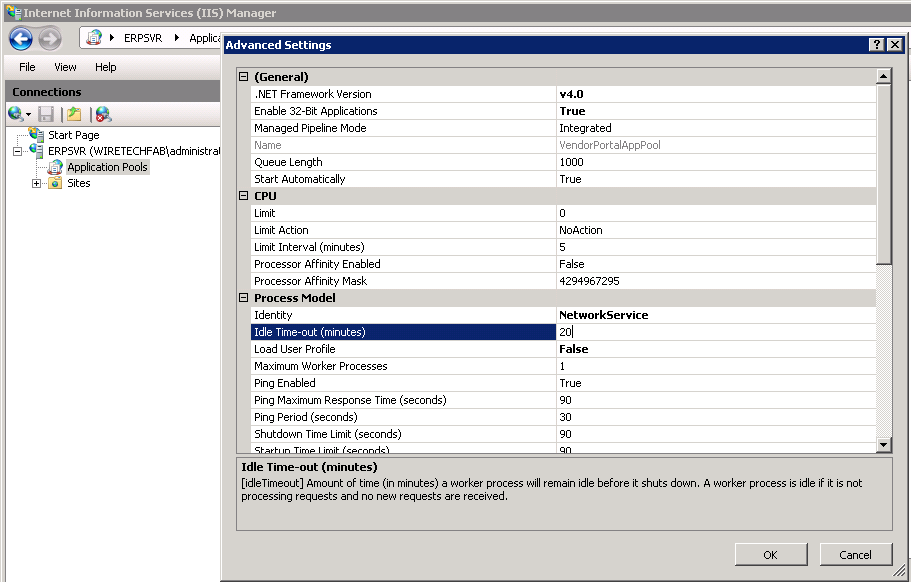 Internet Information Services (IIS) Manager
ERPSVR
Applica
File View Help
Connections
Start Page
ERPSVR (WIRETECHFAB\administrat
Application Pools
Sites
Advanced Settings
(General)
.NET Framework Version v4.0
Enable 32-Bit Applications True
Managed Pipeline Mode Integrated
Name VendorPortalAppPool
Queue Length 1000
Start Automatically True
CPU
Limit 0
Limit Action NoAction
Limit Interval (minutes) 5
Processor Affinity Enabled False
Processor Affinity Mask 4294967295
Process Model
Identity NetworkService
Idle Time-out (minutes) 20
Load User Profile False
Maximum Worker Processes 1
Ping Enabled True
Ping Maximum Response Time (seconds) 90
Ping Period (seconds) 30
Shutdown Time Limit (seconds) 90
Startup Time Limit (seconds) 90
Idle Time-out (minutes)
[idleTimeout] Amount of time (in minutes) a worker process will remain idle before it shuts down. A worker process is idle if it is not
processing requests and no new requests are received.
OK Cancel